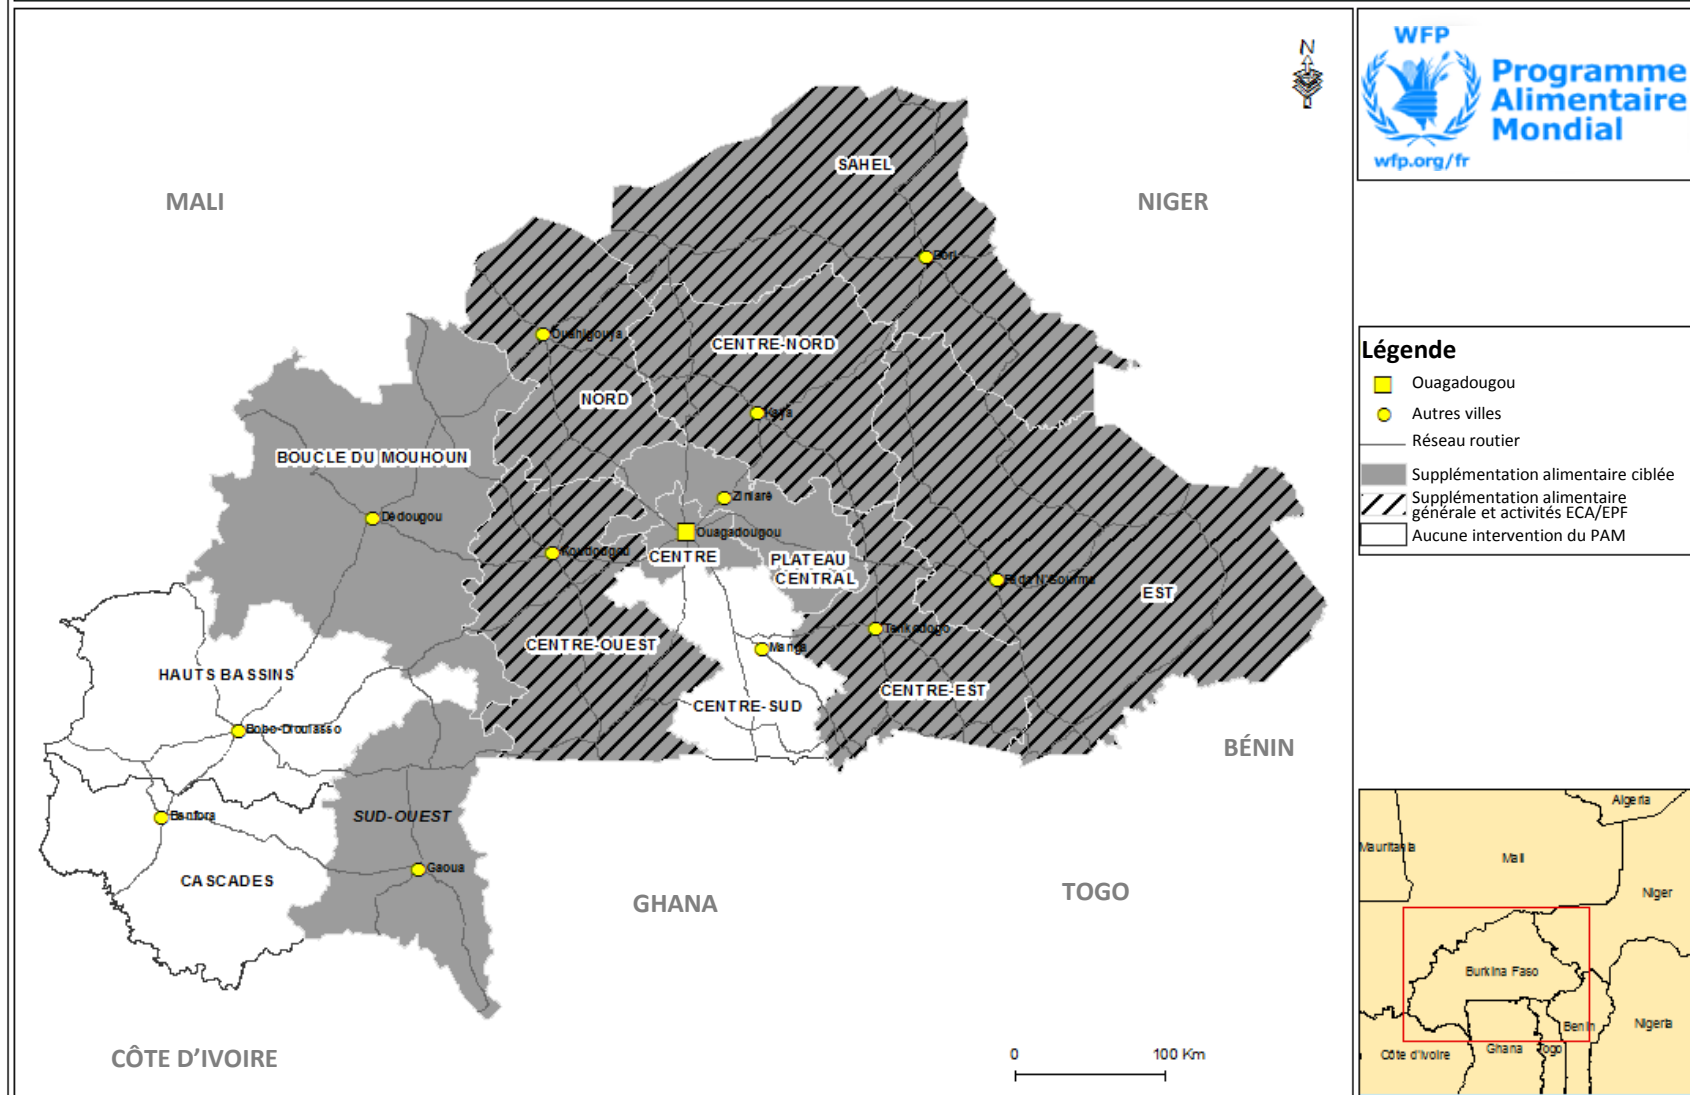 N
WFP
Programme
Alimentaire
Mondial
wfp.org/fr
MALI
NIGER
SAHEL
Dori
Ouahigouya
CENTRE-NORD
NORD
Kaya
BOUCLE DU MOUHOUN
Ziniaré
Dédougou
Ouagadougou
Koudougou
CENTRE
PLATEAU
CENTRAL
Fada N'Gourma
EST
Tenkodogo
CENTRE-OUEST
Manga
HAUTS BASSINS
CENTRE-EST
CENTRE-SUD
Bobo-Dioulasso
BÉNIN
Banfora
SUD-OUEST
Gaoua
CASCADES
GHANA
TOGO
CÔTE D'IVOIRE
0 100 Km
Légende
Ouagadougou
Autres villes
Réseau routier
Supplémentation alimentaire ciblée
Supplémentation alimentaire
générale et activités ECA/EPF
Aucune intervention du PAM
Algeria
Mauritania
Mali
Niger
Burkina Faso
Benin
Nigeria
Côte d'Ivoire
Ghana
Togo